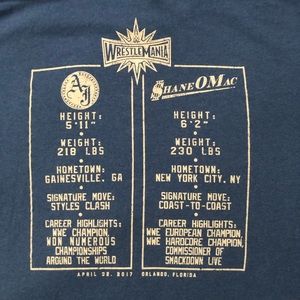 WRESTLEMANIA
AJ
SHANE O MAC
HEIGHT:
5'11"
WEIGHT:
218 LBS
HOMETOWN:
GAINESVILLE, GA
SIGNATURE MOVE:
STYLES CLASH
CAREER HIGHLIGHTS:
WWE CHAMPION,
WON NUMEROUS
CHAMPIONSHIPS
AROUND THE WORLD
HEIGHT:
6'2"
WEIGHT:
230 LBS
HOMETOWN:
NEW YORK CITY, NY
SIGNATURE MOVE:
COAST-TO-COAST
CAREER HIGHLIGHTS:
WWE EUROPEAN CHAMPION,
WWE HARDCORE CHAMPION,
COMMISSIONER OF
SMACKDOWN LIVE
ORLANDO, FLORIDA